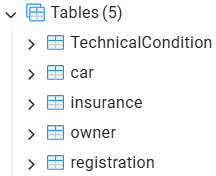 Tables (5)
TechnicalCondition
car
insurance
owner
registration